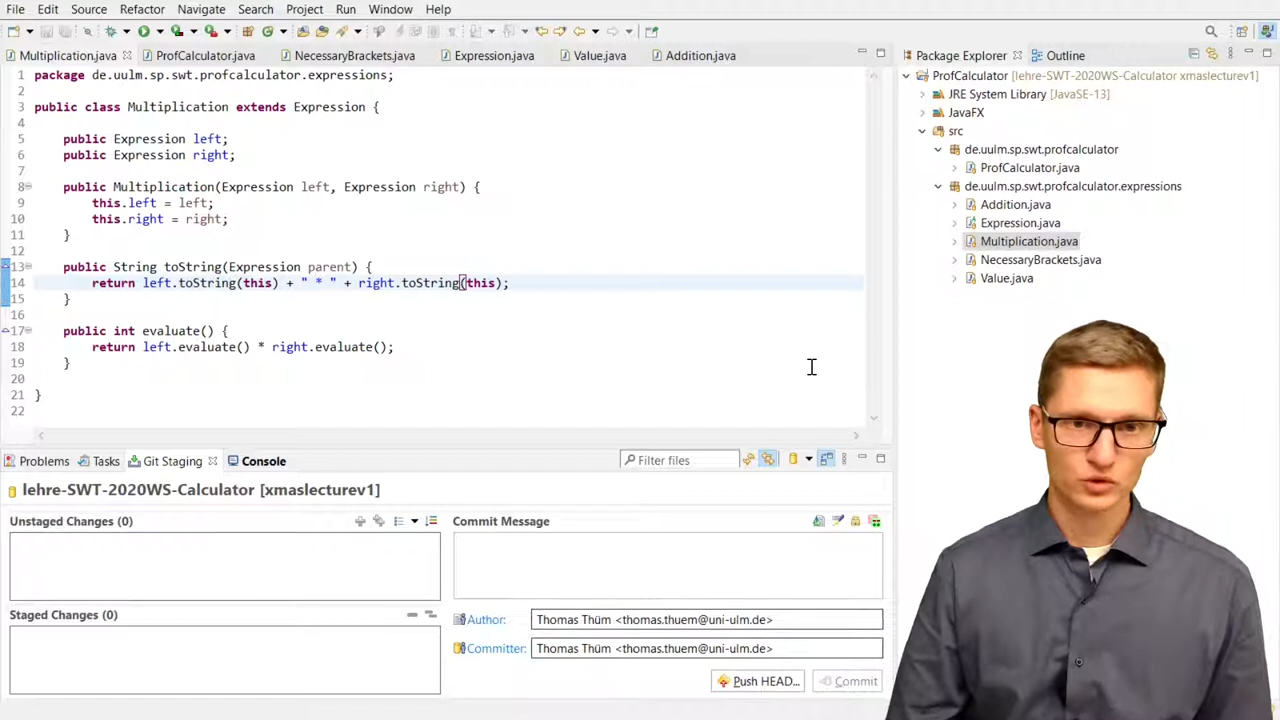 File Edit Source Refactor Navigate Search Project Run Window Help
Multiplication.java ProfCalculator.java NecessaryBrackets.java Expression.java Value.java Addition.java
1 package de.uulm.sp.swt.profcalculator.expressions;
2
3 public class Multiplication extends Expression {
4
5 public Expression left;
6 public Expression right;
7
8 public Multiplication(Expression left, Expression right) {
9 this.left = left;
10 this.right = right;
11 }
12
13 public String toString(Expression parent) {
14 return left.toString(this) + " * " + right.toString(this);
15 }
16
17 public int evaluate() {
18 return left.evaluate() * right.evaluate();
19 }
20
21 }
22
Package Explorer Outline
ProfCalculator [lehre-SWT-2020WS-Calculator xmaslecturev1]
JRE System Library [JavaSE-13]
JavaFX
src
de.uulm.sp.swt.profcalculator
ProfCalculator.java
de.uulm.sp.swt.profcalculator.expressions
Addition.java
Expression.java
Multiplication.java
NecessaryBrackets.java
Value.java
Problems Tasks Git Staging Console Filter files
lehre-SWT-2020WS-Calculator [xmaslecturev1]
Unstaged Changes (0)
Staged Changes (0)
Commit Message
Author: Thomas Thüm <thomas.thuem@uni-ulm.de>
Committer: Thomas Thüm <thomas.thuem@uni-ulm.de>
Push HEAD... Commit